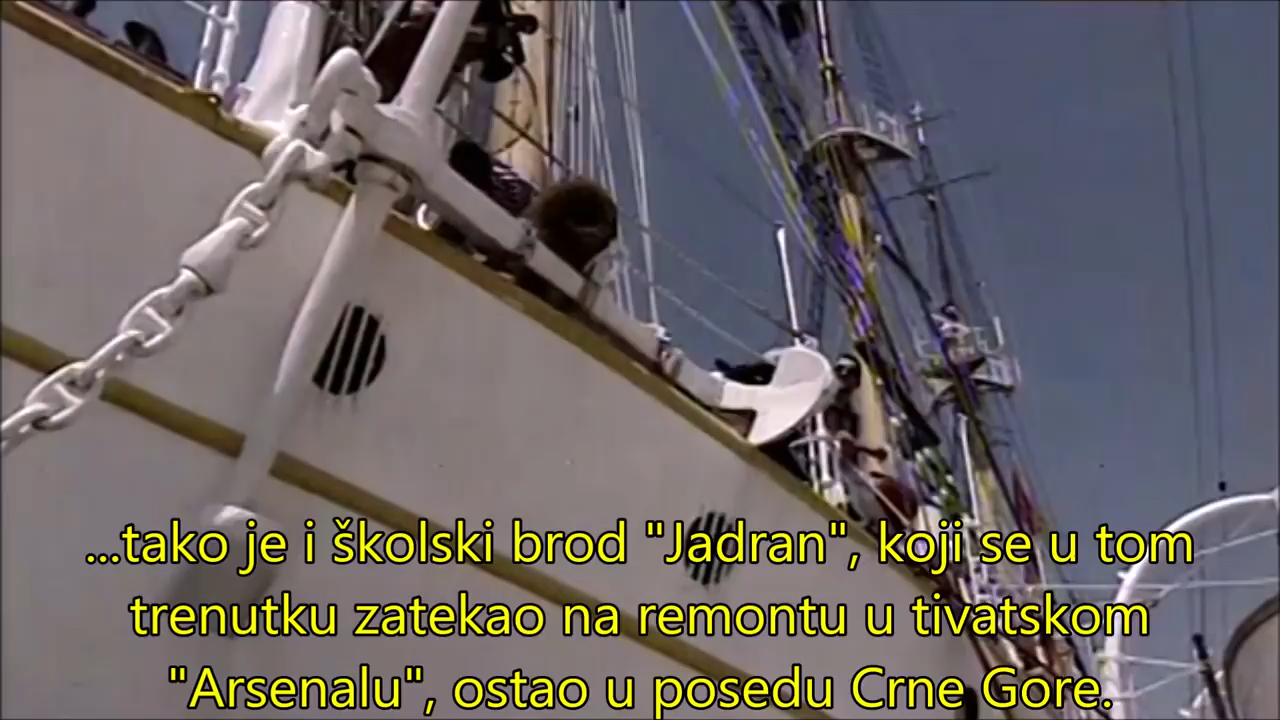 ...tako je i školski brod "Jadran", koji se u tom
trenutku zatekao na remontu u tivatskom
"Arsenalu", ostao u posedu Crne Gore.